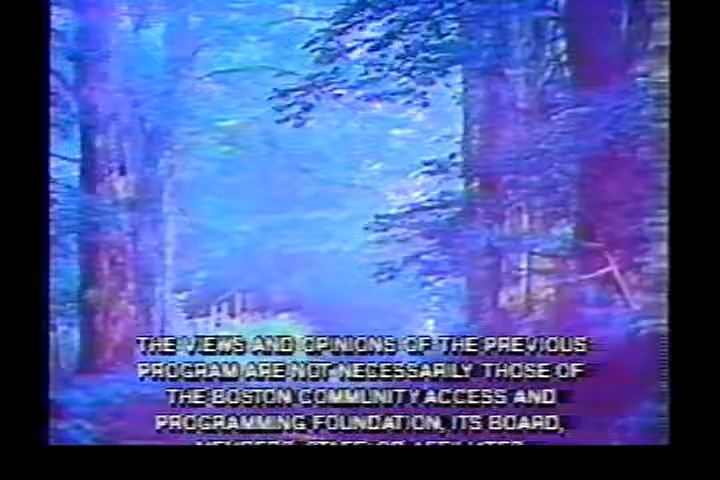 THE VIEWS AND OPINIONS OF THE PREVIOUS
PROGRAM ARE NOT NECESSARILY THOSE OF
THE BOSTON COMMUNITY ACCESS AND
PROGRAMMING FOUNDATION, ITS BOARD,